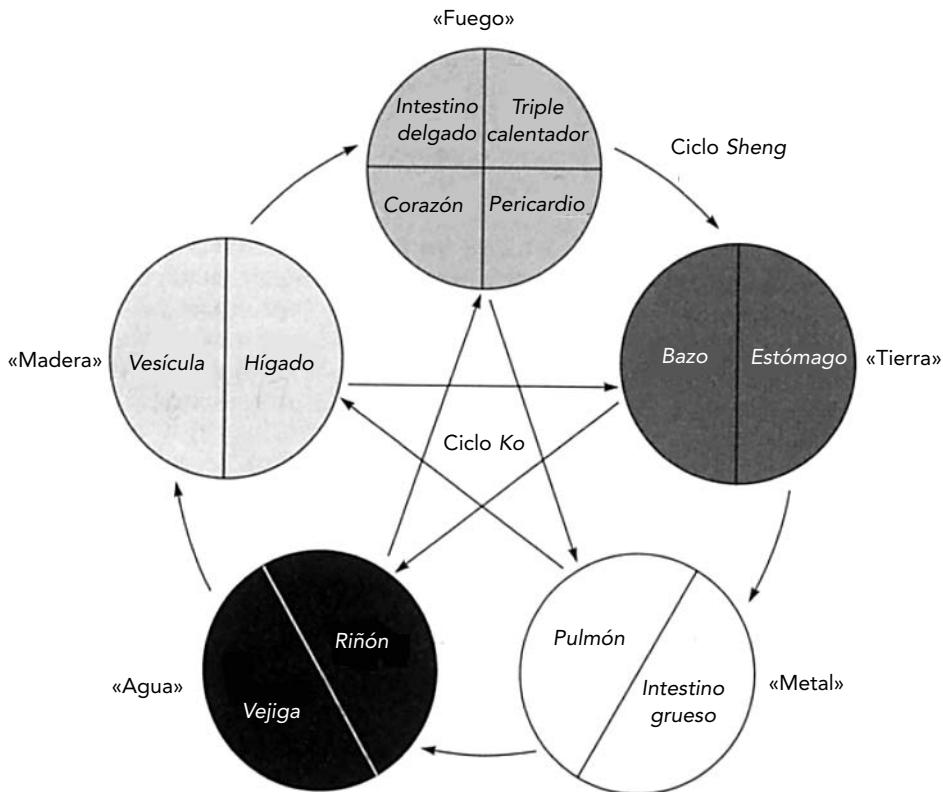 «Fuego»
Intestino
delgado
Triple
calentador
Ciclo Sheng
Corazón
Pericardio
«Madera»
Vesícula
Hígado
Bazo
Estómago
«Tierra»
Ciclo Ko
«Agua»
Riñón
Vejiga
Pulmón
Intestino
grueso
«Metal»